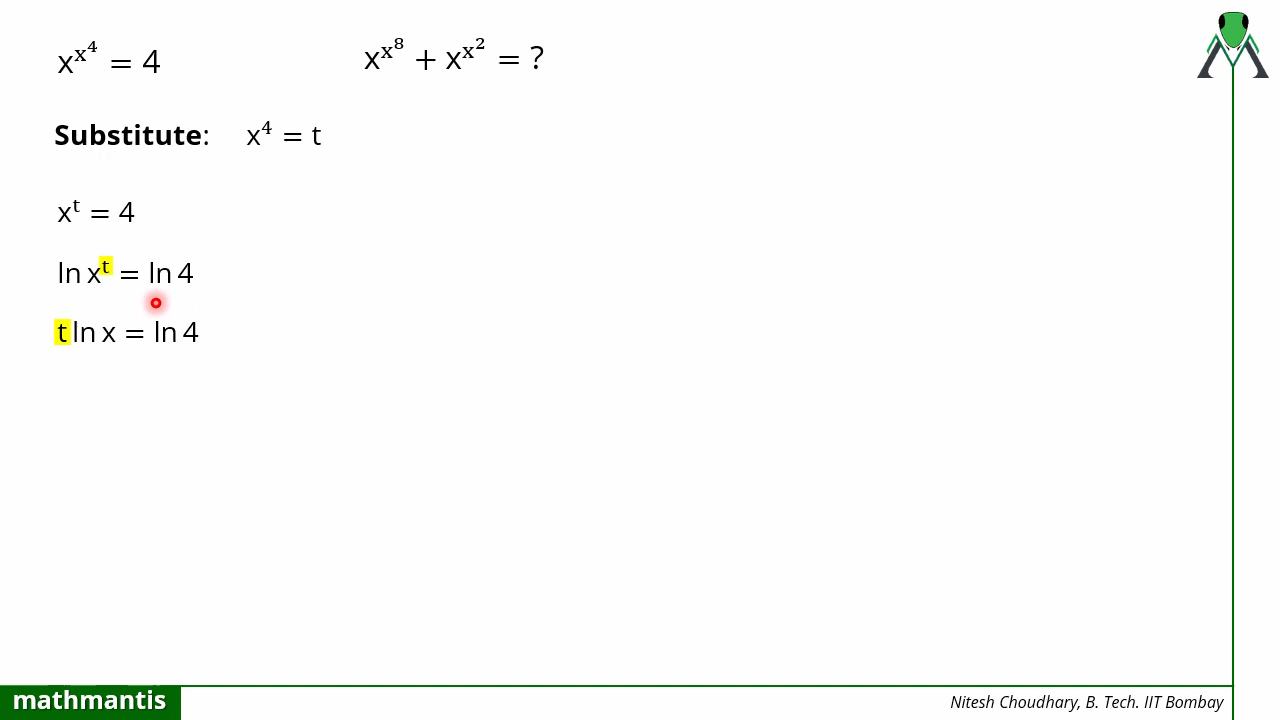 x^{x^4} = 4    x^{x^8} + x^{x^2} = ?
Substitute:  x^4 = t
x^t = 4
ln x^t = ln 4
t ln x = ln 4
mathmantis
Nitesh Choudhary, B. Tech. IIT Bombay